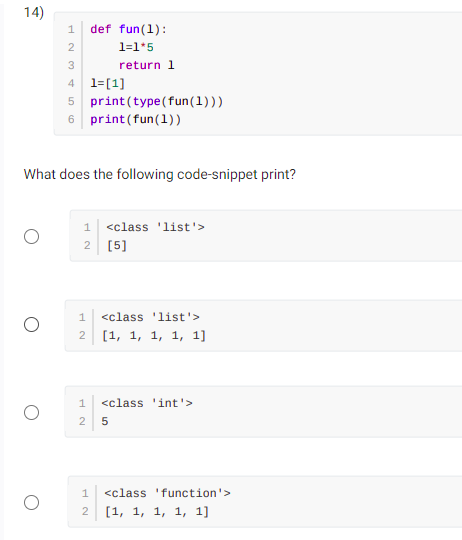 14)
1 def fun(l):
2     l=l*5
3     return l
4 l=[1]
5 print(type(fun(l)))
6 print(fun(l))
What does the following code-snippet print?
1 <class 'list'>
2 [5]
1 <class 'list'>
2 [1, 1, 1, 1, 1]
1 <class 'int'>
2 5
1 <class 'function'>
2 [1, 1, 1, 1, 1]